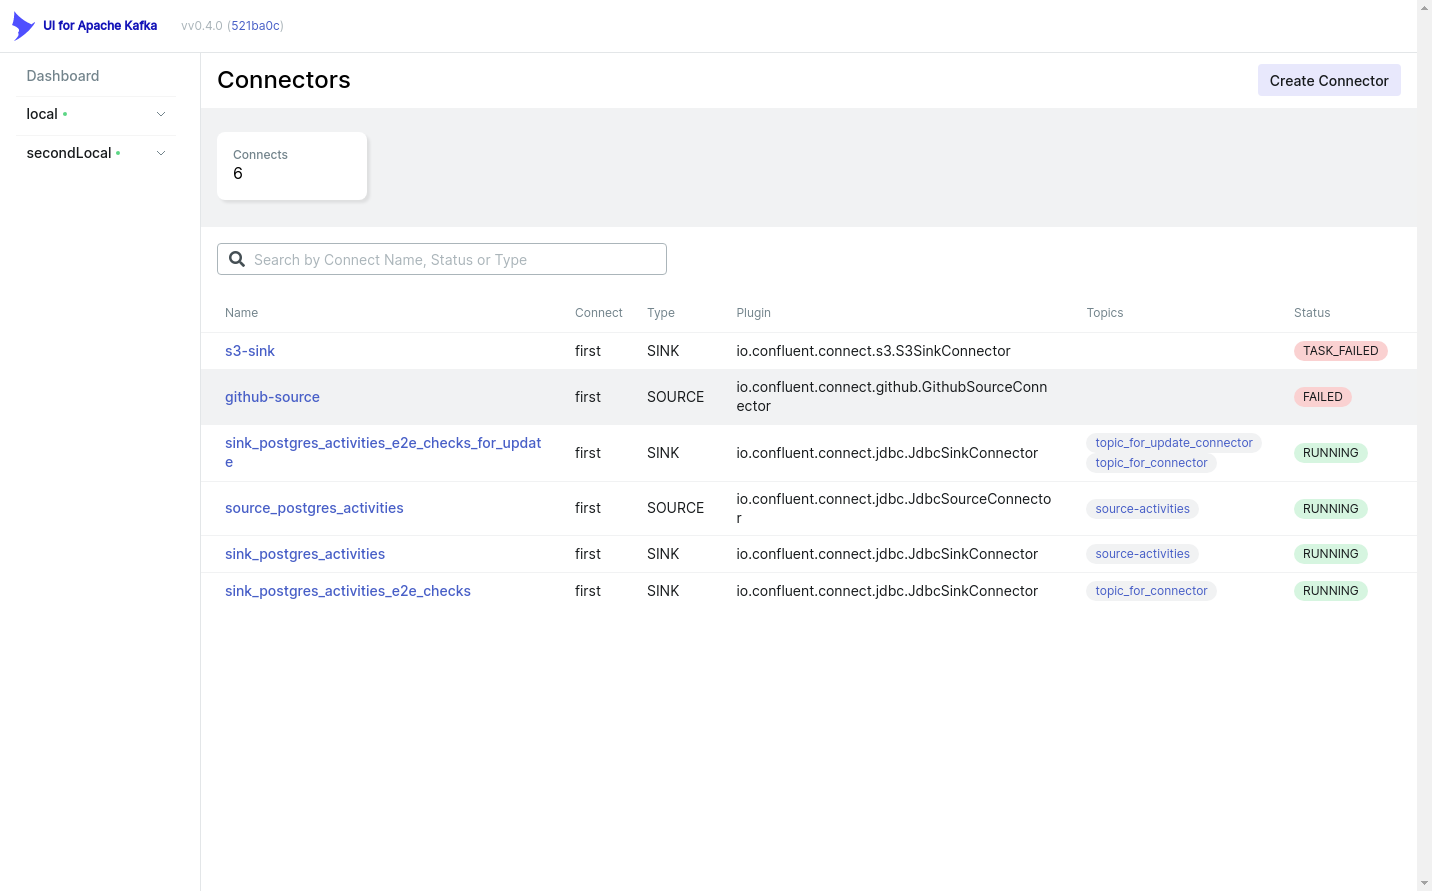 UI for Apache Kafka vv0.4.0 (521ba0c)
Dashboard
local
secondLocal
Connectors
Create Connector
Connects
6
Search by Connect Name, Status or Type
Name Connect Type Plugin Topics Status
s3-sink first SINK io.confluent.connect.s3.S3SinkConnector TASK_FAILED
github-source first SOURCE io.confluent.connect.github.GithubSourceConn
ector FAILED
sink_postgres_activities_e2e_checks_for_updat
e first SINK io.confluent.connect.jdbc.JdbcSinkConnector topic_for_update_connector
topic_for_connector RUNNING
source_postgres_activities first SOURCE io.confluent.connect.jdbc.JdbcSourceConnecto
r source-activities RUNNING
sink_postgres_activities first SINK io.confluent.connect.jdbc.JdbcSinkConnector source-activities RUNNING
sink_postgres_activities_e2e_checks first SINK io.confluent.connect.jdbc.JdbcSinkConnector topic_for_connector RUNNING